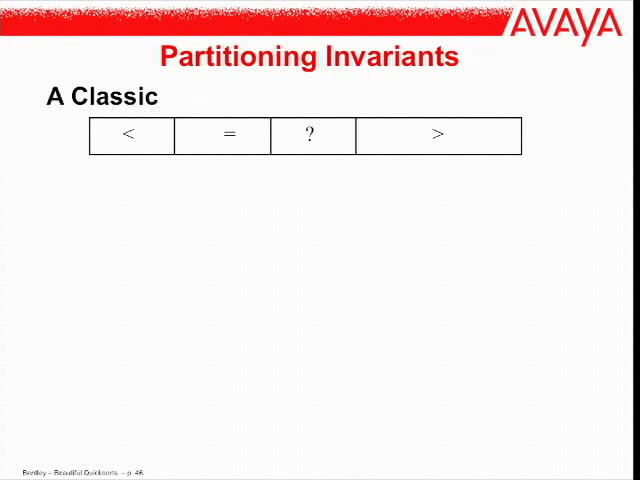 AVAYA
Partitioning Invariants
A Classic
< = ? >
Bentley – Beautiful Quicksorts – p. 46